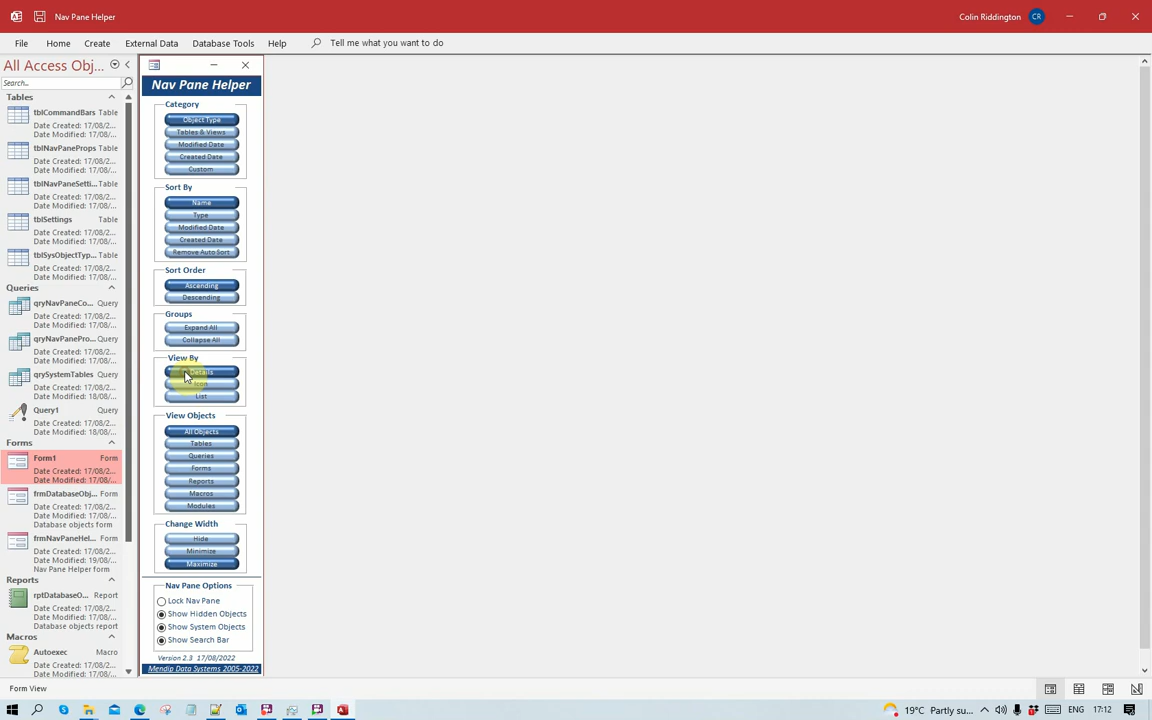 Nav Pane Helper
Colin Riddington CR
File Home Create External Data Database Tools Help Tell me what you want to do
All Access Obj...
Search...
Tables
tblCommandBars Table
Date Created: 17/08/2...
Date Modified: 17/08/...
tblNavPaneProps Table
Date Created: 17/08/2...
Date Modified: 17/08/...
tblNavPaneSetti... Table
Date Created: 17/08/2...
Date Modified: 17/08/...
tblSettings Table
Date Created: 17/08/2...
Date Modified: 17/08/...
tblSysObjectTyp... Table
Date Created: 17/08/2...
Date Modified: 17/08/...
Queries
qryNavPaneCo... Query
Date Created: 17/08/2...
Date Modified: 17/08/...
qryNavPanePro... Query
Date Created: 17/08/2...
Date Modified: 17/08/...
qrySystemTables Query
Date Created: 17/08/2...
Date Modified: 18/08/...
Query1 Query
Date Created: 17/08/2...
Date Modified: 18/08/...
Forms
Form1 Form
Date Created: 17/08/2...
Date Modified: 17/08/...
frmDatabaseObj... Form
Date Created: 17/08/2...
Date Modified: 17/08/...
Database objects form
frmNavPaneHel... Form
Date Created: 17/08/2...
Date Modified: 19/08/...
Nav Pane Helper form
Reports
rptDatabaseO... Report
Date Created: 17/08/2...
Date Modified: 17/08/...
Database objects report
Macros
Autoexec Macro
Date Created: 17/08/2...
Date Modified: 17/08/...
Nav Pane Helper
Category
Object Type
Tables & Views
Modified Date
Created Data
Custom
Sort By
Name
Type
Modified Date
Created Date
Remove Auto Sort
Sort Order
Ascending
Descending
Groups
Expand All
Collapse All
View By
Details
Icon
List
View Objects
All Objects
Tables
Queries
Forms
Reports
Macros
Modules
Change Width
Hide
Minimize
Maximize
Nav Pane Options
Lock Nav Pane
Show Hidden Objects
Show System Objects
Show Search Bar
Version 2.3 17/08/2022
Mendip Data Systems 2005-2022
Form View
19°C Partly su... ENG 17:12